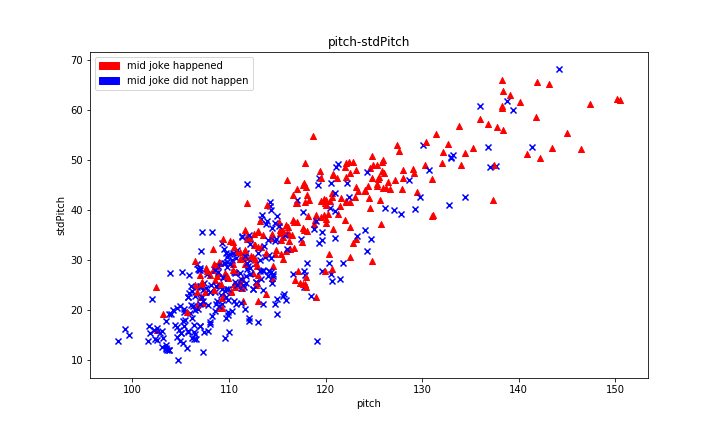 pitch-stdPitch
mid joke happened
mid joke did not happen
stdPitch
70
60
50
40
30
20
10
100 110 120 130 140 150
pitch